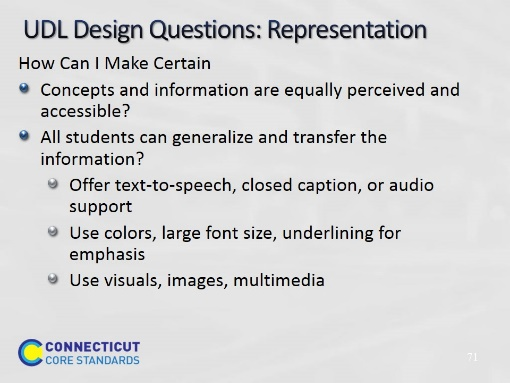 UDL Design Questions: Representation
How Can I Make Certain
Concepts and information are equally perceived and
accessible?
All students can generalize and transfer the
information?
Offer text-to-speech, closed caption, or audio
support
Use colors, large font size, underlining for
emphasis
Use visuals, images, multimedia
CONNECTICUT
CORE STANDARDS
71